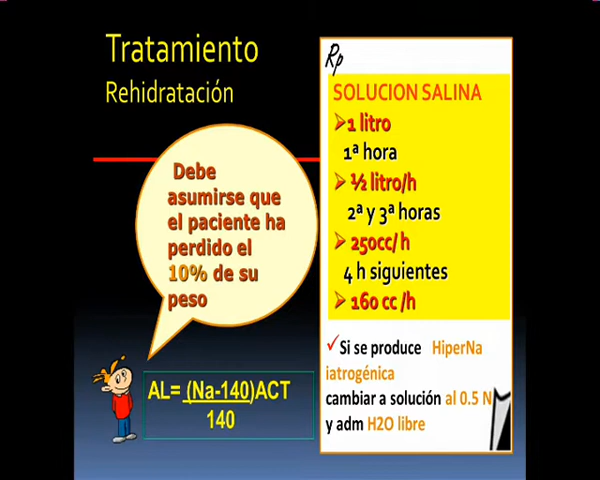 Tratamiento
Rehidratación
Debe
asumirse que
el paciente ha
perdido el
10% de su
peso
AL= (Na-140)ACT
140
Rp
SOLUCION SALINA
1 litro
1ª hora
½ litro/h
2ª y 3ª horas
250cc/ h
4 h siguientes
160 cc /h
Si se produce HiperNa
iatrogénica
cambiar a solución al 0.5 N
y adm H2O libre